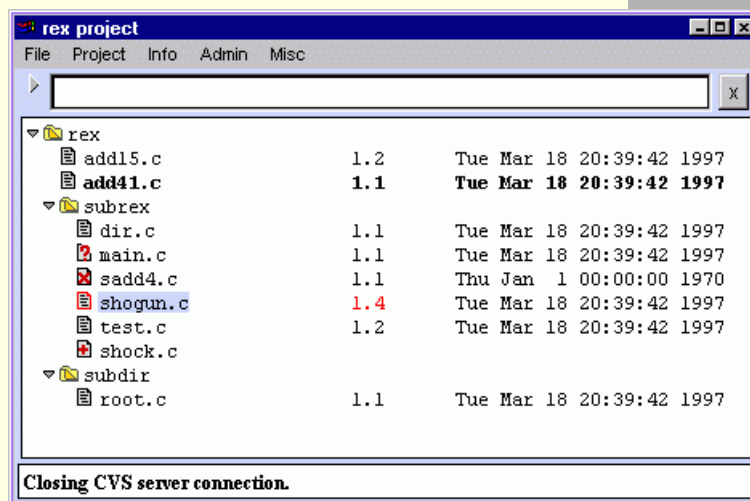 rex project
File Project Info Admin Misc
x
rex
add15.c 1.2 Tue Mar 18 20:39:42 1997
add41.c 1.1 Tue Mar 18 20:39:42 1997
subrex
dir.c 1.1 Tue Mar 18 20:39:42 1997
main.c 1.1 Tue Mar 18 20:39:42 1997
sadd4.c 1.1 Thu Jan 1 00:00:00 1970
shogun.c 1.4 Tue Mar 18 20:39:42 1997
test.c 1.2 Tue Mar 18 20:39:42 1997
shock.c
subdir
root.c 1.1 Tue Mar 18 20:39:42 1997
Closing CVS server connection.